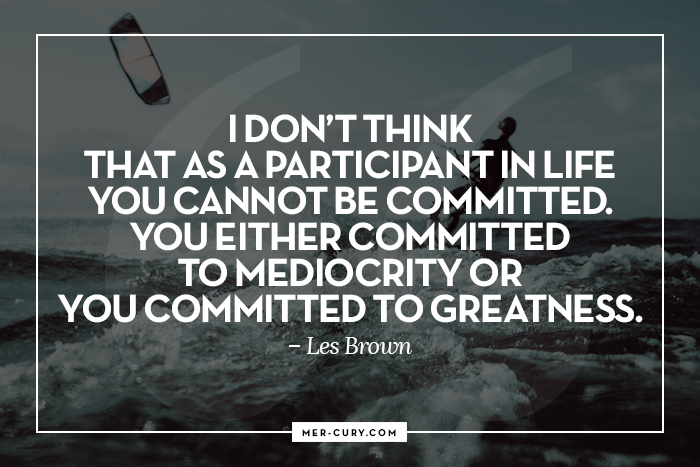 I DON’T THINK
THAT AS A PARTICIPANT IN LIFE
YOU CANNOT BE COMMITTED.
YOU EITHER COMMITTED
TO MEDIOCRITY OR
YOU COMMITTED TO GREATNESS.
– Les Brown
MER-CURY.COM